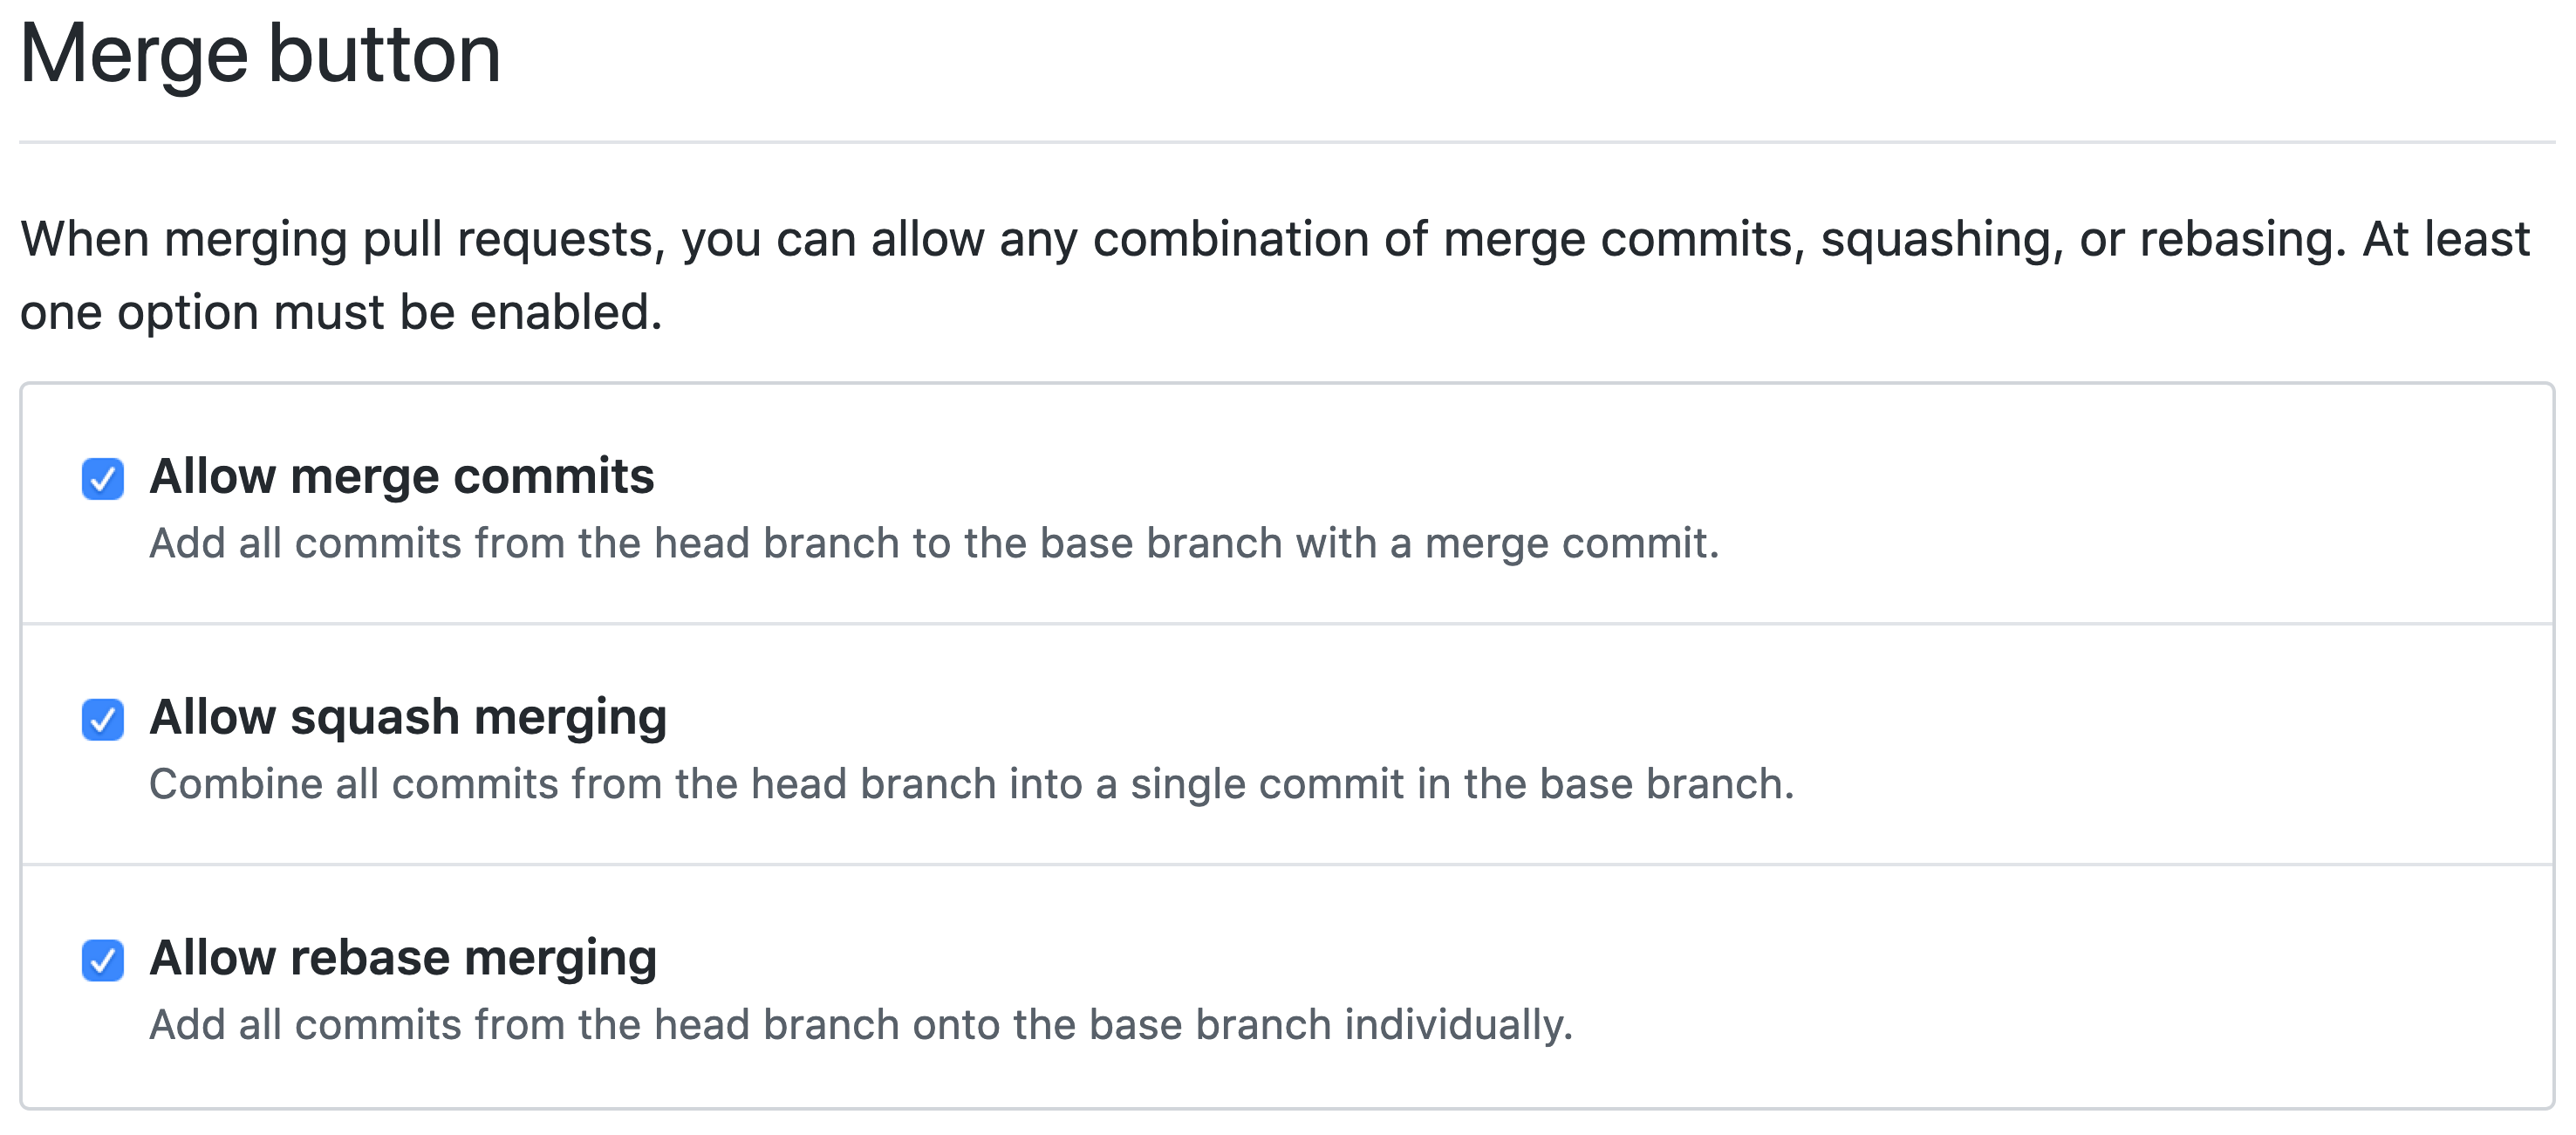 Merge button
When merging pull requests, you can allow any combination of merge commits, squashing, or rebasing. At least
one option must be enabled.
Allow merge commits
Add all commits from the head branch to the base branch with a merge commit.
Allow squash merging
Combine all commits from the head branch into a single commit in the base branch.
Allow rebase merging
Add all commits from the head branch onto the base branch individually.